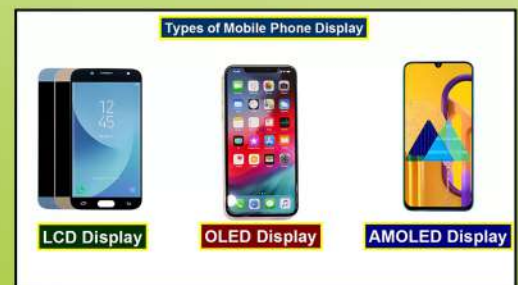 Types of Mobile Phone Display
12
45
LCD Display
OLED Display
AMOLED Display